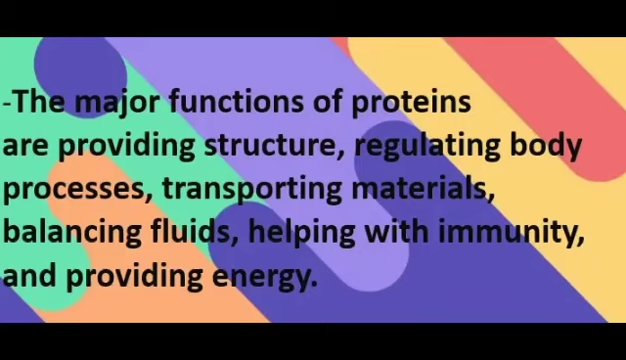 -The major functions of proteins
are providing structure, regulating body
processes, transporting materials,
balancing fluids, helping with immunity,
and providing energy.